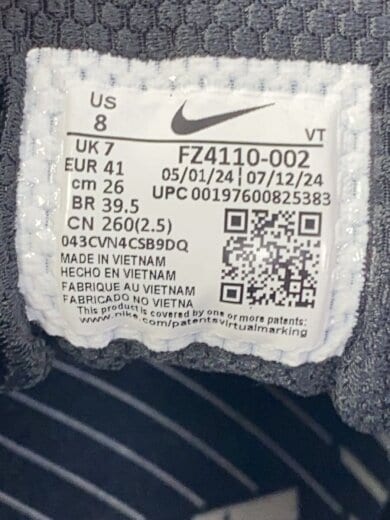 US
8
VT
UK 7
EUR 41
cm 26
BR 39.5
CN 260(2.5)
FZ4110-002
05/01/24 | 07/12/24
UPC 00197600825383
043CVN4CSB9DQ
MADE IN VIETNAM
HECHO EN VIETNAM
FABRIQUE AU VIETNAM
FABRICADO NO VIETNA
This product is covered by one or more patents:
www.nike.com/patentsvirtualmarking